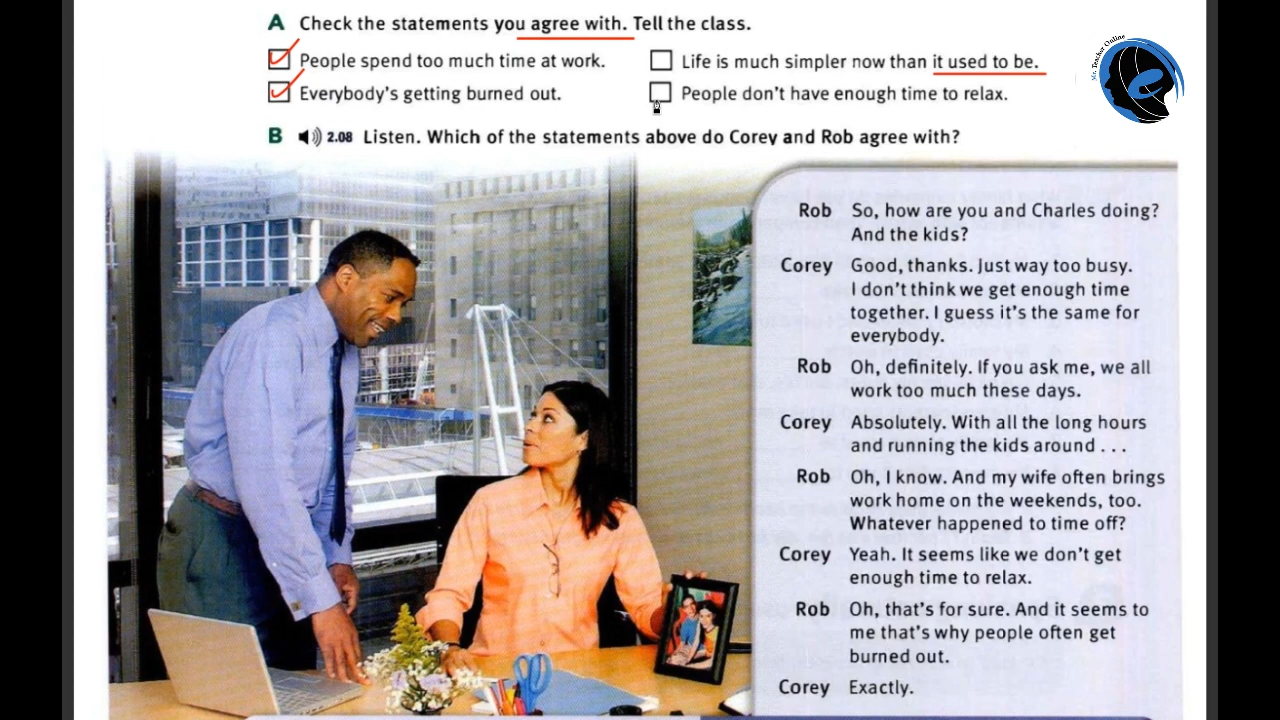 A Check the statements you agree with. Tell the class.
People spend too much time at work.
Life is much simpler now than it used to be.
Everybody's getting burned out.
People don't have enough time to relax.
Mr. Teacher Online
B 2.08 Listen. Which of the statements above do Corey and Rob agree with?
Rob So, how are you and Charles doing?
And the kids?
Corey Good, thanks. Just way too busy.
I don't think we get enough time
together. I guess it's the same for
everybody.
Rob Oh, definitely. If you ask me, we all
work too much these days.
Corey Absolutely. With all the long hours
and running the kids around . . .
Rob Oh, I know. And my wife often brings
work home on the weekends, too.
Whatever happened to time off?
Corey Yeah. It seems like we don't get
enough time to relax.
Rob Oh, that's for sure. And it seems to
me that's why people often get
burned out.
Corey Exactly.